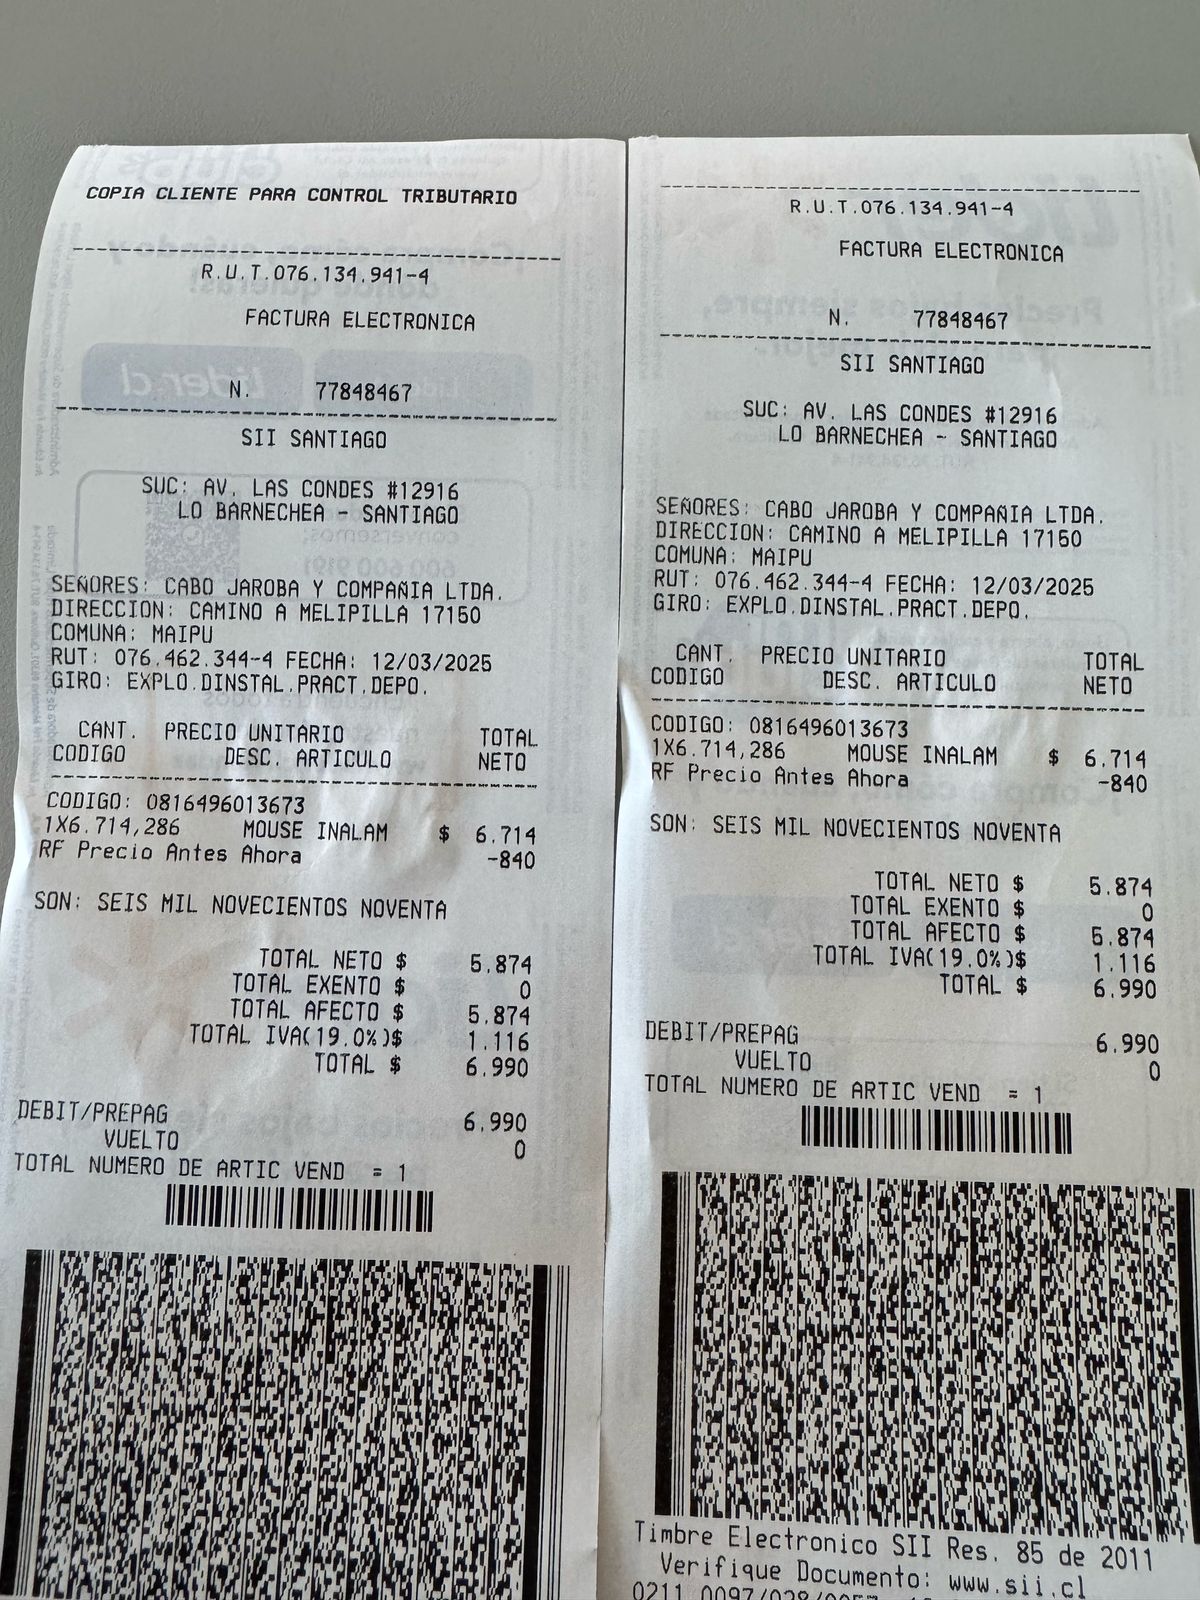 COPIA CLIENTE PARA CONTROL TRIBUTARIO
R.U.T.076.134.941-4
FACTURA ELECTRONICA
N. 77848467
SII SANTIAGO
SUC: AV. LAS CONDES #12916
LO BARNECHEA - SANTIAGO
SEÑORES: CABO JAROBA Y COMPAÑIA LTDA.
DIRECCION: CAMINO A MELIPILLA 17150
COMUNA: MAIPU
RUT: 076.462.344-4 FECHA: 12/03/2025
GIRO: EXPLO.DINSTAL.PRACT.DEPO.
CANT. PRECIO UNITARIO TOTAL
CODIGO DESC. ARTICULO NETO
CODIGO: 0816496013673
1X6.714,286 MOUSE INALAM $ 6.714
RF Precio Antes Ahora -840
SON: SEIS MIL NOVECIENTOS NOVENTA
TOTAL NETO $ 5.874
TOTAL EXENTO $ 0
TOTAL AFECTO $ 5.874
TOTAL IVA(19.0%)$ 1.116
TOTAL $ 6.990
DEBIT/PREPAG 6.990
VUELTO 0
TOTAL NUMERO DE ARTIC VEND = 1
R.U.T.076.134.941-4
FACTURA ELECTRONICA
N. 77848467
SII SANTIAGO
SUC: AV. LAS CONDES #12916
LO BARNECHEA - SANTIAGO
SEÑORES: CABO JAROBA Y COMPAÑIA LTDA.
DIRECCION: CAMINO A MELIPILLA 17150
COMUNA: MAIPU
RUT: 076.462.344-4 FECHA: 12/03/2025
GIRO: EXPLO.DINSTAL.PRACT.DEPO.
CANT. PRECIO UNITARIO TOTAL
CODIGO DESC. ARTICULO NETO
CODIGO: 0816496013673
1X6.714,286 MOUSE INALAM $ 6.714
RF Precio Antes Ahora -840
SON: SEIS MIL NOVECIENTOS NOVENTA
TOTAL NETO $ 5.874
TOTAL EXENTO $ 0
TOTAL AFECTO $ 5.874
TOTAL IVA(19.0%)$ 1.116
TOTAL $ 6.990
DEBIT/PREPAG 6.990
VUELTO 0
TOTAL NUMERO DE ARTIC VEND = 1
Timbre Electronico SII Res. 85 de 2011
Verifique Documento: www.sii.cl